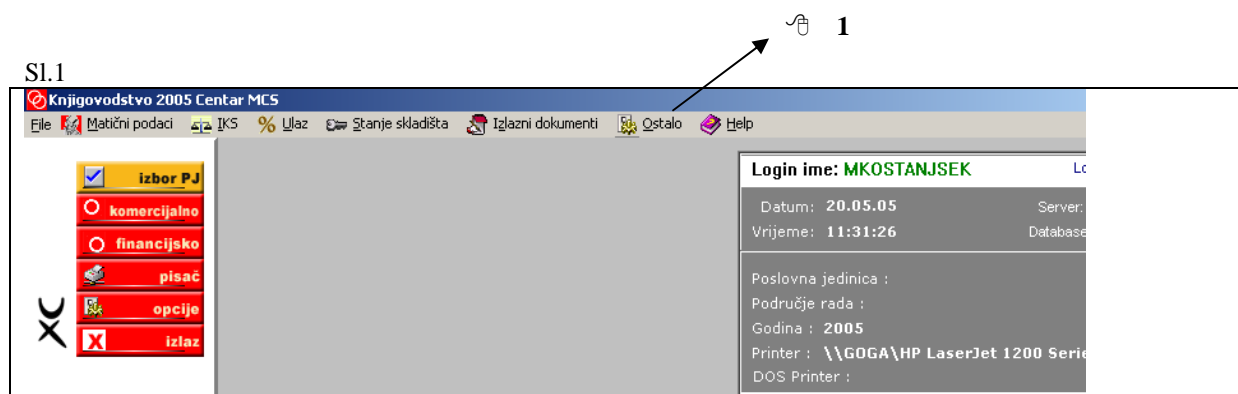 1
Sl.1
Knjigovodstvo 2005 Centar MCS
File Matični podaci IKS Ulaz Stanje skladišta Izlazni dokumenti Ostalo Help
izbor PJ
komercijalno
financijsko
pisač
opcije
izlaz
Login ime: MKOSTANJSEK
Datum: 20.05.05 Server:
Vrijeme: 11:31:26 Database
Poslovna jedinica :
Područje rada :
Godina : 2005
Printer : \\GOGA\HP LaserJet 1200 Serie
DOS Printer :